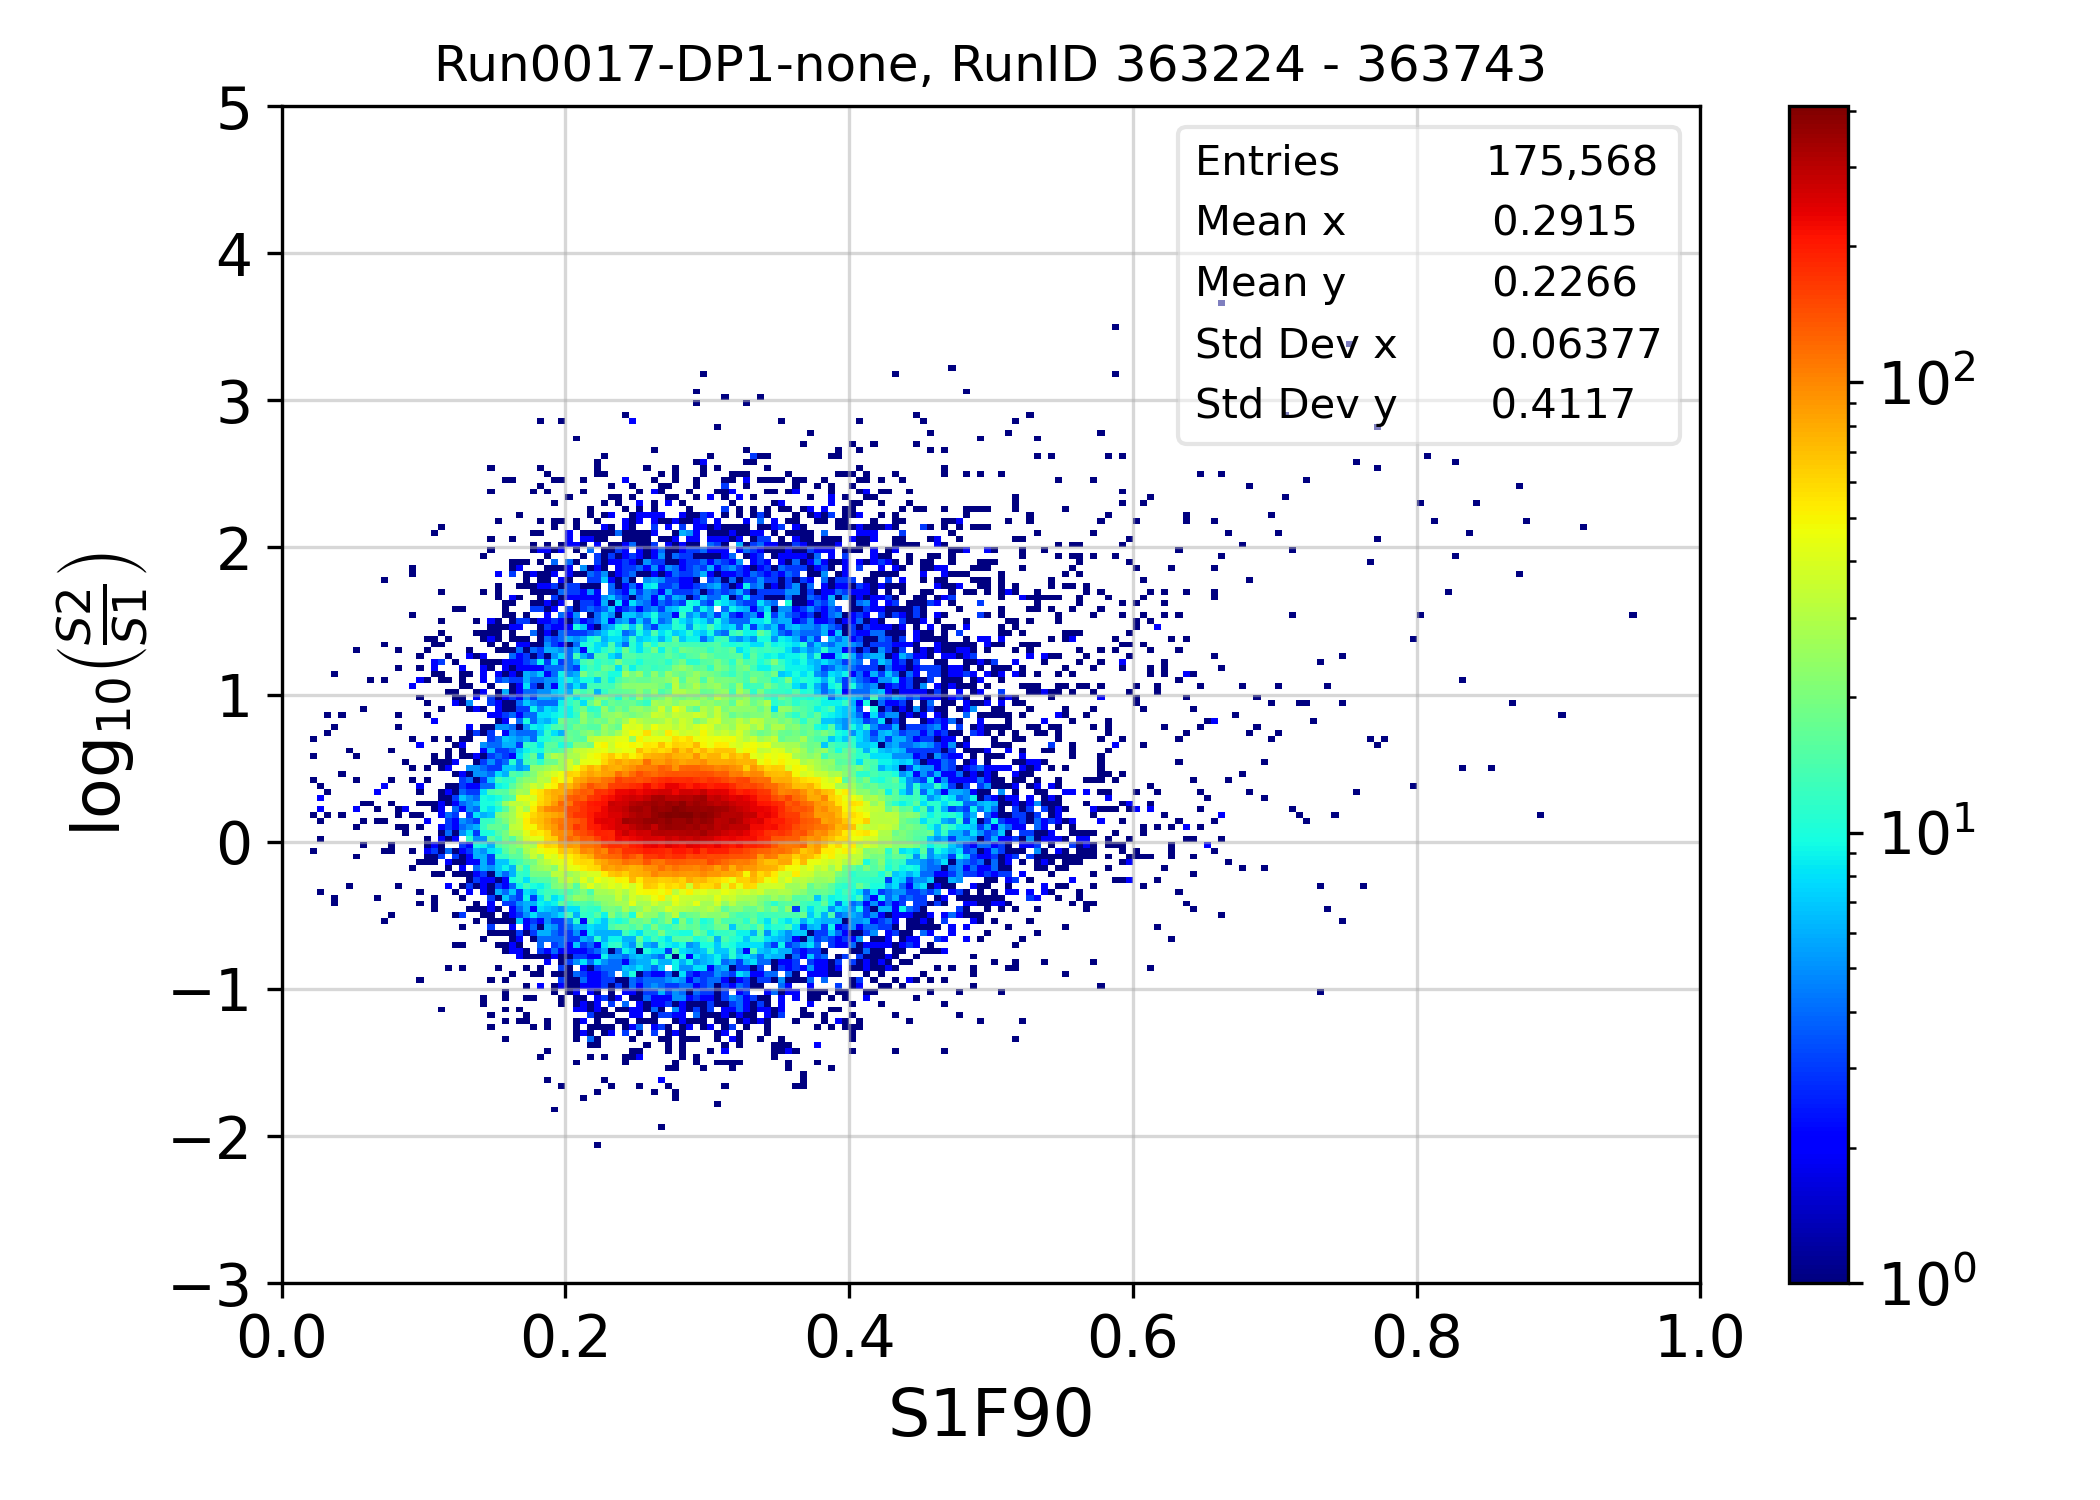 Run0017-DP1-none, RunID 363224 - 363743
Entries 175,568
Mean x 0.2915
Mean y 0.2266
Std Dev x 0.06377
Std Dev y 0.4117
5
4
3
2
1
0
−1
−2
−3
log₁₀(S2/S1)
0.0 0.2 0.4 0.6 0.8 1.0
S1F90
10²
10¹
10⁰